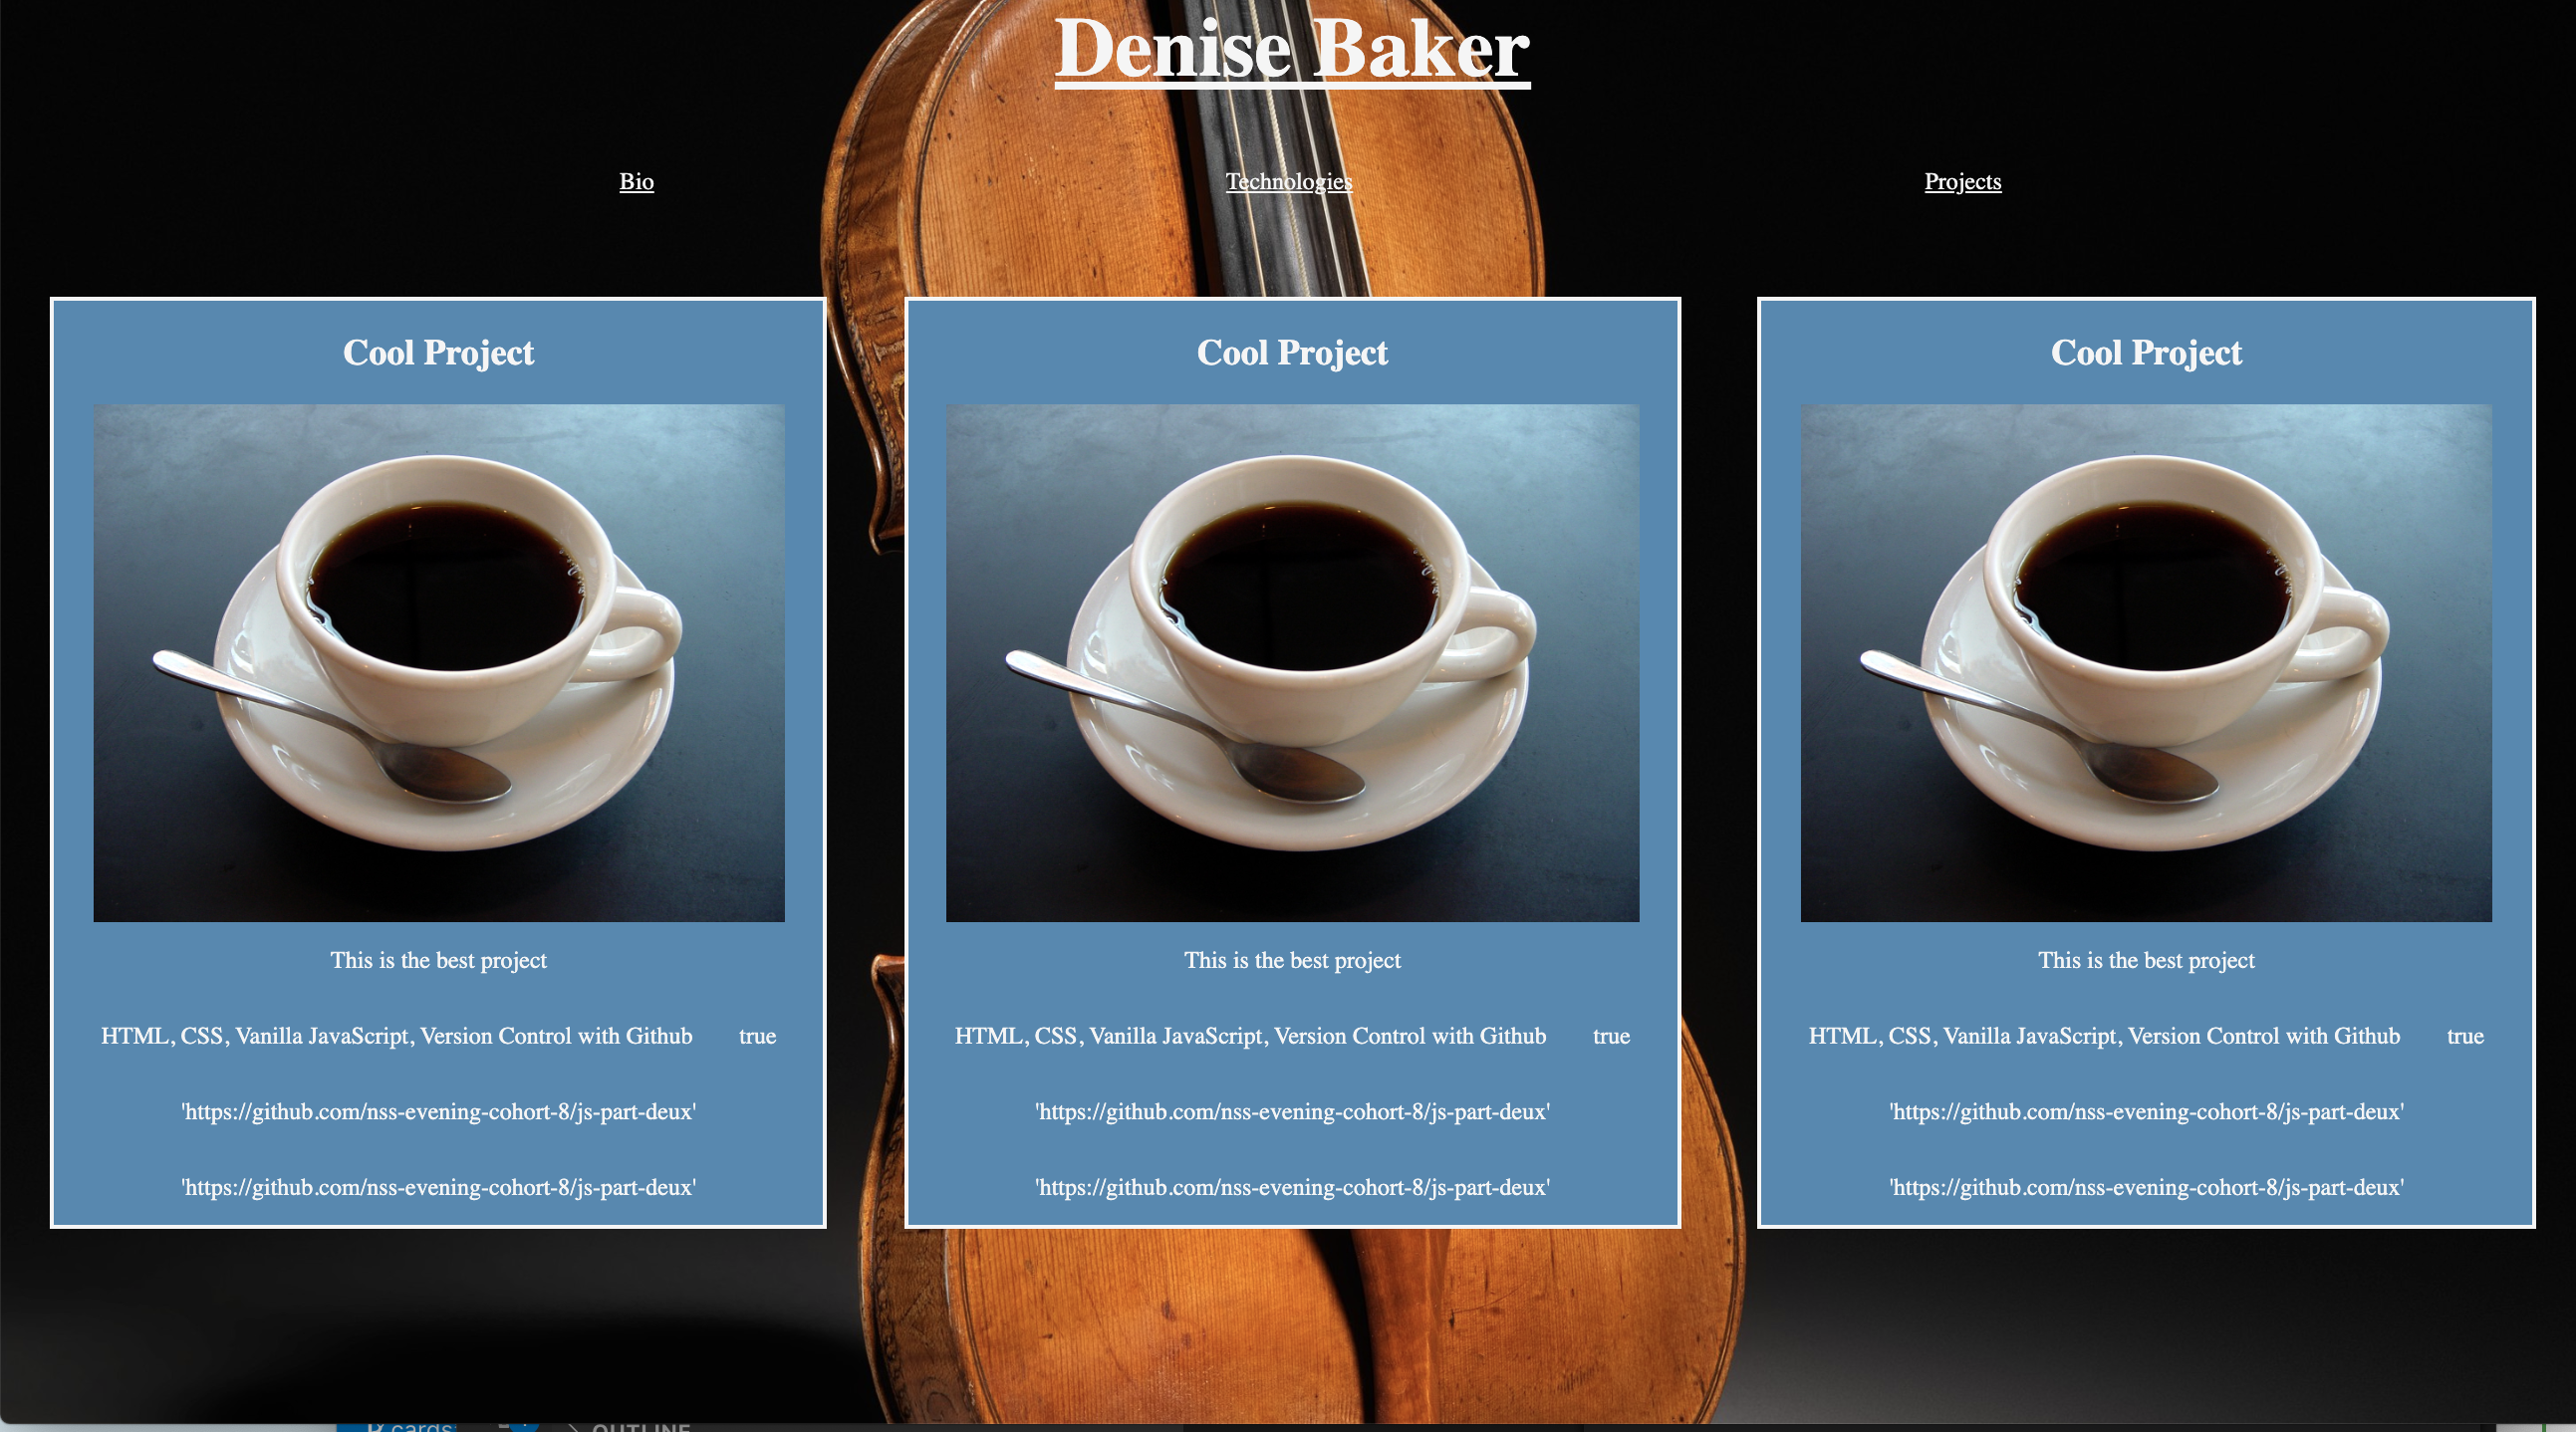 Denise Baker
Bio Technologies Projects
Cool Project
This is the best project
HTML, CSS, Vanilla JavaScript, Version Control with Github true
'https://github.com/nss-evening-cohort-8/js-part-deux'
'https://github.com/nss-evening-cohort-8/js-part-deux'
Cool Project
This is the best project
HTML, CSS, Vanilla JavaScript, Version Control with Github true
'https://github.com/nss-evening-cohort-8/js-part-deux'
'https://github.com/nss-evening-cohort-8/js-part-deux'
Cool Project
This is the best project
HTML, CSS, Vanilla JavaScript, Version Control with Github true
'https://github.com/nss-evening-cohort-8/js-part-deux'
'https://github.com/nss-evening-cohort-8/js-part-deux'
cards OUTLINE